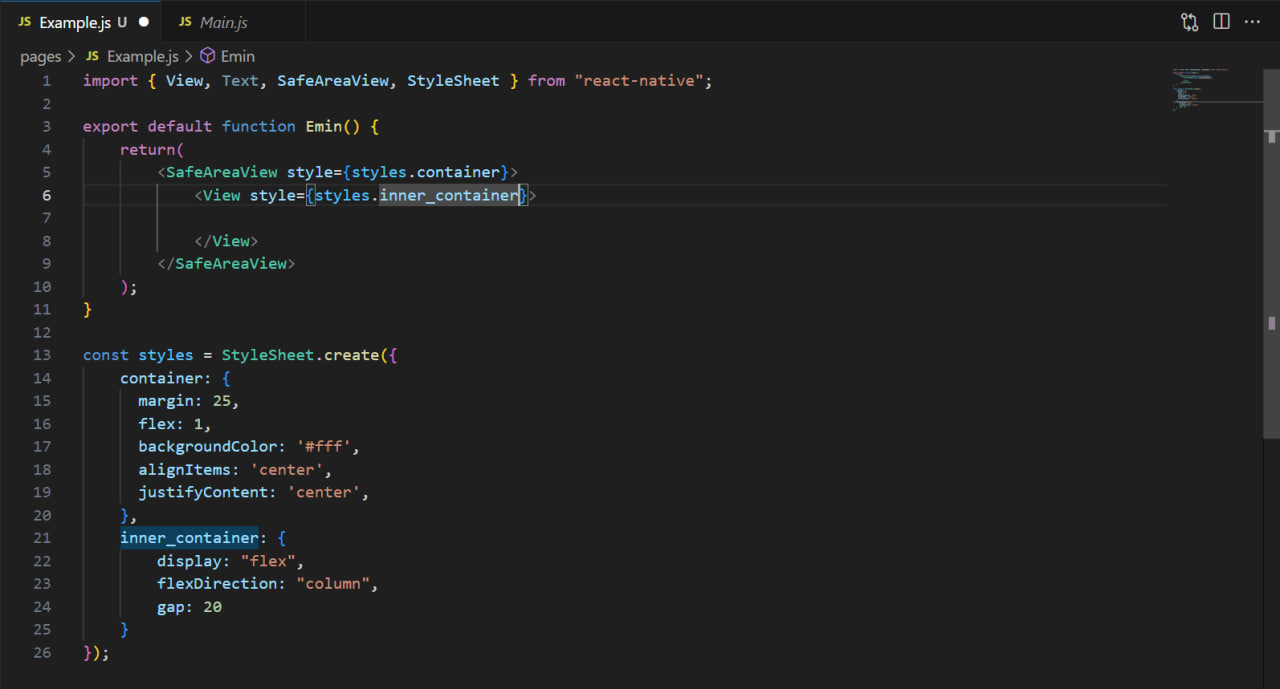 JS Example.js U
JS Main.js
pages > JS Example.js > Emin
1 import { View, Text, SafeAreaView, StyleSheet } from "react-native";
2
3 export default function Emin() {
4     return(
5         <SafeAreaView style={styles.container}>
6             <View style={styles.inner_container}>
7
8             </View>
9         </SafeAreaView>
10     );
11 }
12
13 const styles = StyleSheet.create({
14     container: {
15       margin: 25,
16       flex: 1,
17       backgroundColor: '#fff',
18       alignItems: 'center',
19       justifyContent: 'center',
20     },
21     inner_container: {
22         display: "flex",
23         flexDirection: "column",
24         gap: 20
25     }
26 });